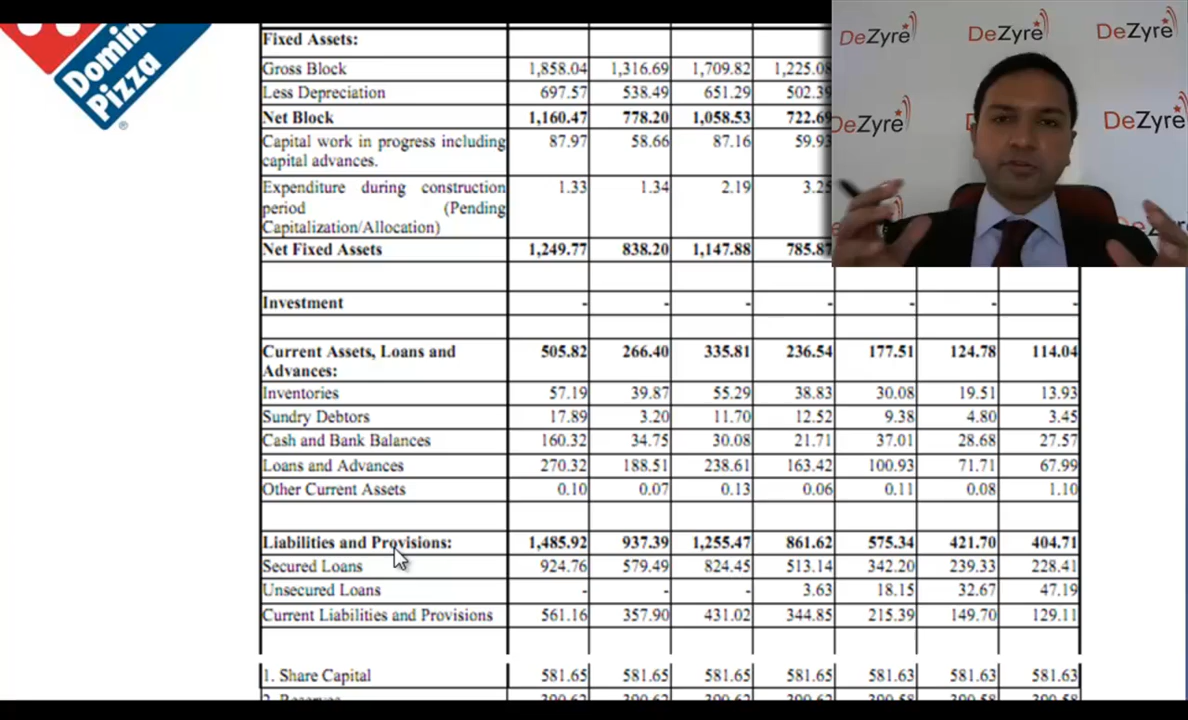 Domino
Pizza
®
DeZyre DeZyre DeZyre
DeZyre DeZyre
Fixed Assets:
Gross Block 1,858.04 1,316.69 1,709.82 1,225.08
Less Depreciation 697.57 538.49 651.29 502.39
Net Block 1,160.47 778.20 1,058.53 722.69
Capital work in progress including 87.97 58.66 87.16 59.93
capital advances.
Expenditure during construction 1.33 1.34 2.19 3.25
period (Pending
Capitalization/Allocation)
Net Fixed Assets 1,249.77 838.20 1,147.88 785.87
Investment - - - - - - -
Current Assets, Loans and 505.82 266.40 335.81 236.54 177.51 124.78 114.04
Advances:
Inventories 57.19 39.87 55.29 38.83 30.08 19.51 13.93
Sundry Debtors 17.89 3.20 11.70 12.52 9.38 4.80 3.45
Cash and Bank Balances 160.32 34.75 30.08 21.71 37.01 28.68 27.57
Loans and Advances 270.32 188.51 238.61 163.42 100.93 71.71 67.99
Other Current Assets 0.10 0.07 0.13 0.06 0.11 0.08 1.10
Liabilities and Provisions: 1,485.92 937.39 1,255.47 861.62 575.34 421.70 404.71
Secured Loans 924.76 579.49 824.45 513.14 342.20 239.33 228.41
Unsecured Loans - - - 3.63 18.15 32.67 47.19
Current Liabilities and Provisions 561.16 357.90 431.02 344.85 215.39 149.70 129.11
1. Share Capital 581.65 581.65 581.65 581.65 581.63 581.63 581.63